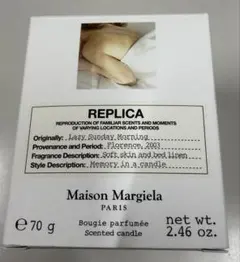 REPLICA
REPRODUCTION OF FAMILIAR SCENTS AND MOMENTS
OF VARYING LOCATIONS AND PERIODS
Originally: Lazy Sunday Morning
Provenance and Period: Florence, 2003
Fragrance Description: Soft skin and bed linen
Style Description: Memory in a candle
Maison Margiela
PARIS
Bougie parfumée
Scented candle
e 70 g
net wt.
2.46 oz.